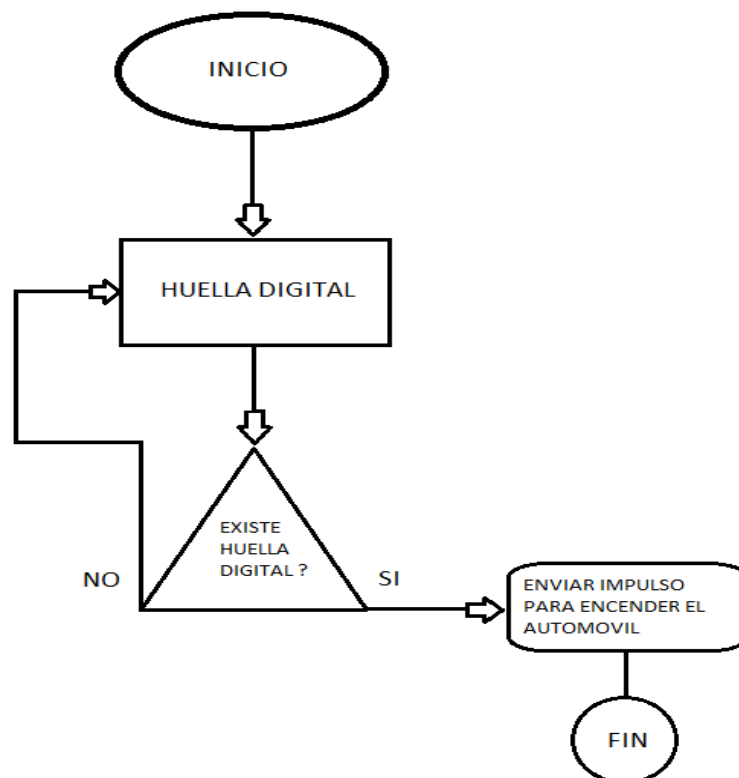 INICIO
HUELLA DIGITAL
EXISTE
HUELLA
DIGITAL ?
NO
SI
ENVIAR IMPULSO
PARA ENCENDER EL
AUTOMOVIL
FIN